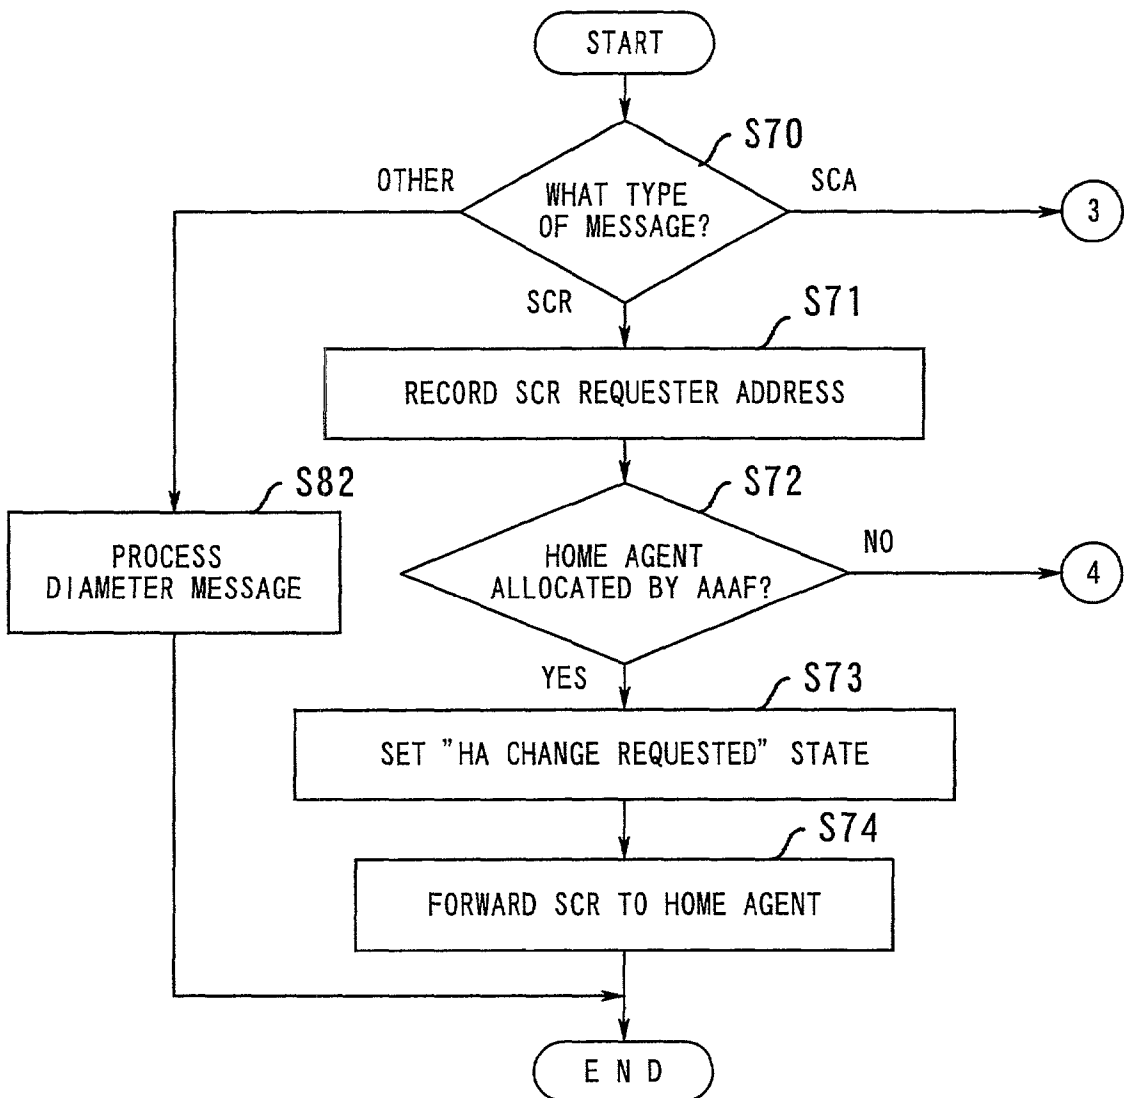 START
S70
OTHER
WHAT TYPE
OF MESSAGE?
SCA
3
SCR
S71
RECORD SCR REQUESTER ADDRESS
S82
PROCESS
DIAMETER MESSAGE
S72
HOME AGENT
ALLOCATED BY AAAF?
NO
4
YES
S73
SET "HA CHANGE REQUESTED" STATE
S74
FORWARD SCR TO HOME AGENT
END